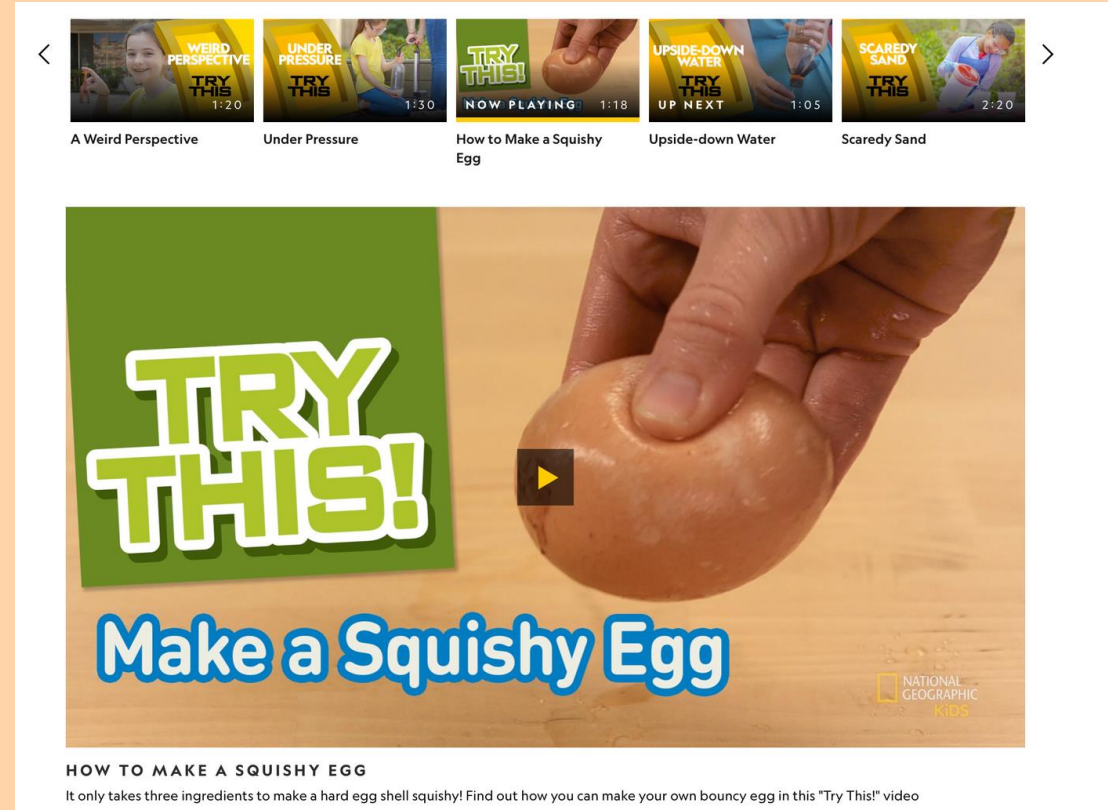 WEIRD
PERSPECTIVE
TRY
THIS
1:20
UNDER
PRESSURE
TRY
THIS
1:30
TRY
THIS!
NOW PLAYING 1:18
UPSIDE-DOWN
WATER
TRY
THIS
UP NEXT 1:05
SCAREDY
SAND
TRY
THIS
2:20
A Weird Perspective
Under Pressure
How to Make a Squishy
Egg
Upside-down Water
Scaredy Sand
TRY
THIS!
Make a Squishy Egg
NATIONAL
GEOGRAPHIC
KiDS
HOW TO MAKE A SQUISHY EGG
It only takes three ingredients to make a hard egg shell squishy! Find out how you can make your own bouncy egg in this "Try This!" video